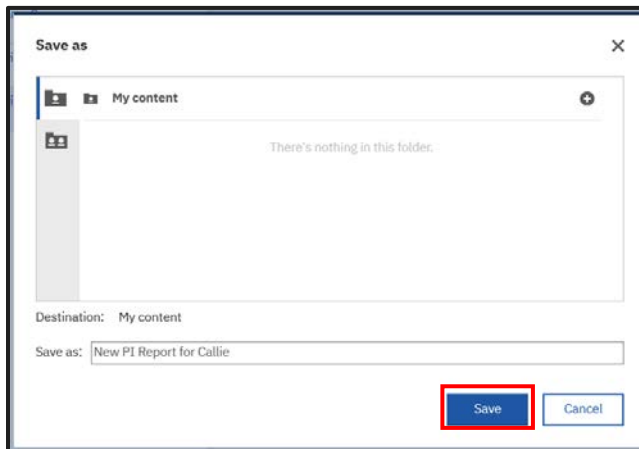 Save as
My content
There's nothing in this folder.
Destination: My content
Save as: New PI Report for Callie
Save Cancel